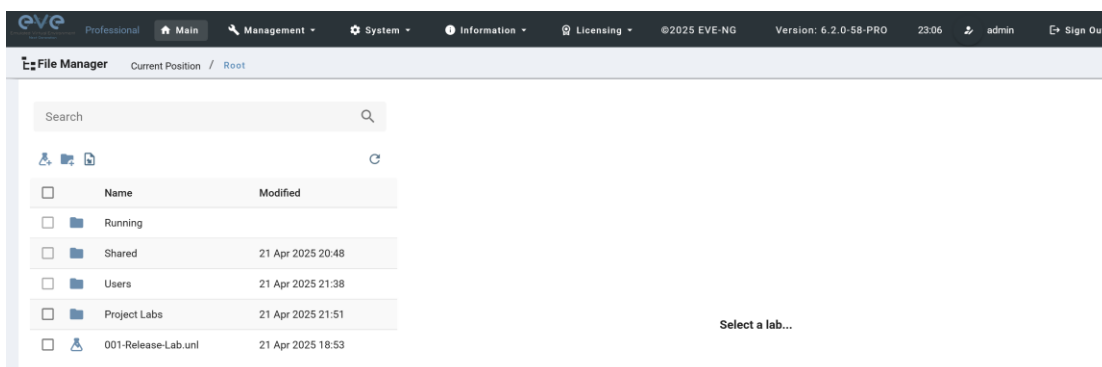 eve Professional Main Management System Information Licensing ©2025 EVE-NG Version: 6.2.0-58-PRO 23:06 admin Sign Ou
File Manager Current Position / Root
Search
Name Modified
Running
Shared 21 Apr 2025 20:48
Users 21 Apr 2025 21:38
Project Labs 21 Apr 2025 21:51
Select a lab...
001-Release-Lab.unl 21 Apr 2025 18:53